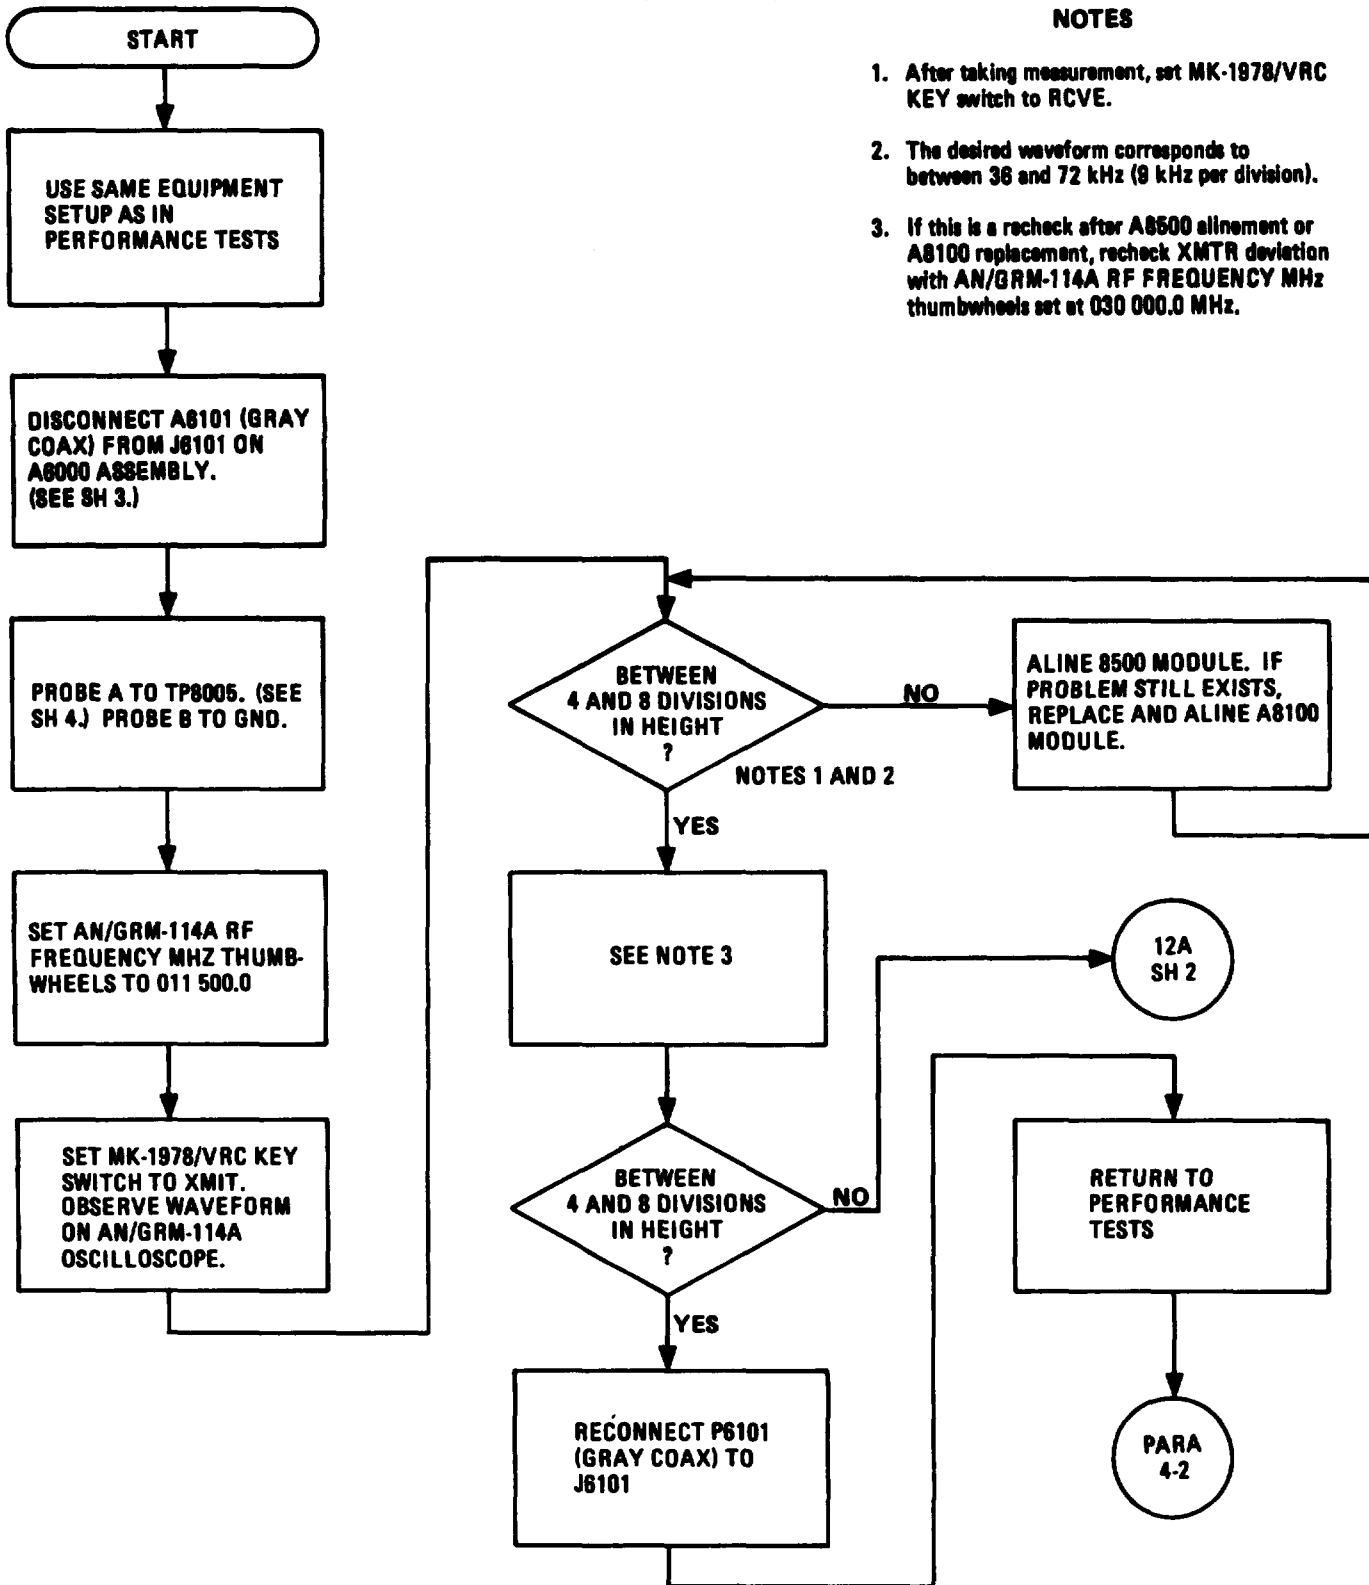 START
USE SAME EQUIPMENT
SETUP AS IN
PERFORMANCE TESTS
DISCONNECT A6101 (GRAY
COAX) FROM J6101 ON
A6000 ASSEMBLY.
(SEE SH 3.)
PROBE A TO TP8005. (SEE
SH 4.) PROBE B TO GND.
SET AN/GRM-114A RF
FREQUENCY MHZ THUMB-
WHEELS TO 011 500.0
SET MK-1978/VRC KEY
SWITCH TO XMIT.
OBSERVE WAVEFORM
ON AN/GRM-114A
OSCILLOSCOPE.
NOTES
1. After taking measurement, set MK-1978/VRC
KEY switch to RCVE.
2. The desired waveform corresponds to
between 36 and 72 kHz (9 kHz per division).
3. If this is a recheck after A8500 alinement or
A8100 replacement, recheck XMTR deviation
with AN/GRM-114A RF FREQUENCY MHz
thumbwheels set at 030 000.0 MHz.
BETWEEN
4 AND 8 DIVISIONS
IN HEIGHT
?
NO
NOTES 1 AND 2
YES
ALINE 8500 MODULE. IF
PROBLEM STILL EXISTS,
REPLACE AND ALINE A8100
MODULE.
SEE NOTE 3
12A
SH 2
BETWEEN
4 AND 8 DIVISIONS
IN HEIGHT
?
NO
YES
RECONNECT P6101
(GRAY COAX) TO
J6101
RETURN TO
PERFORMANCE
TESTS
PARA
4-2